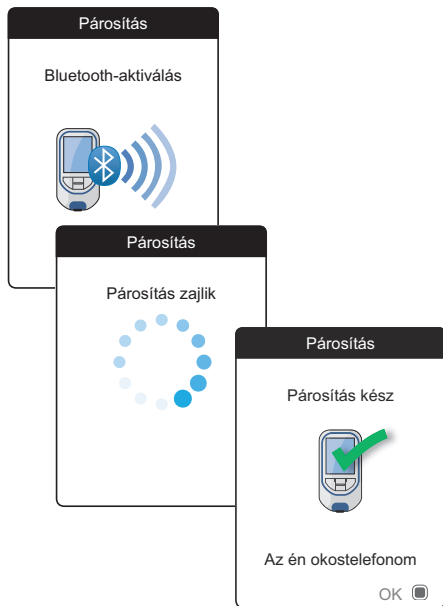 Párosítás
Bluetooth-aktiválás
Párosítás
Párosítás zajlik
Párosítás
Párosítás kész
Az én okostelefonom
OK